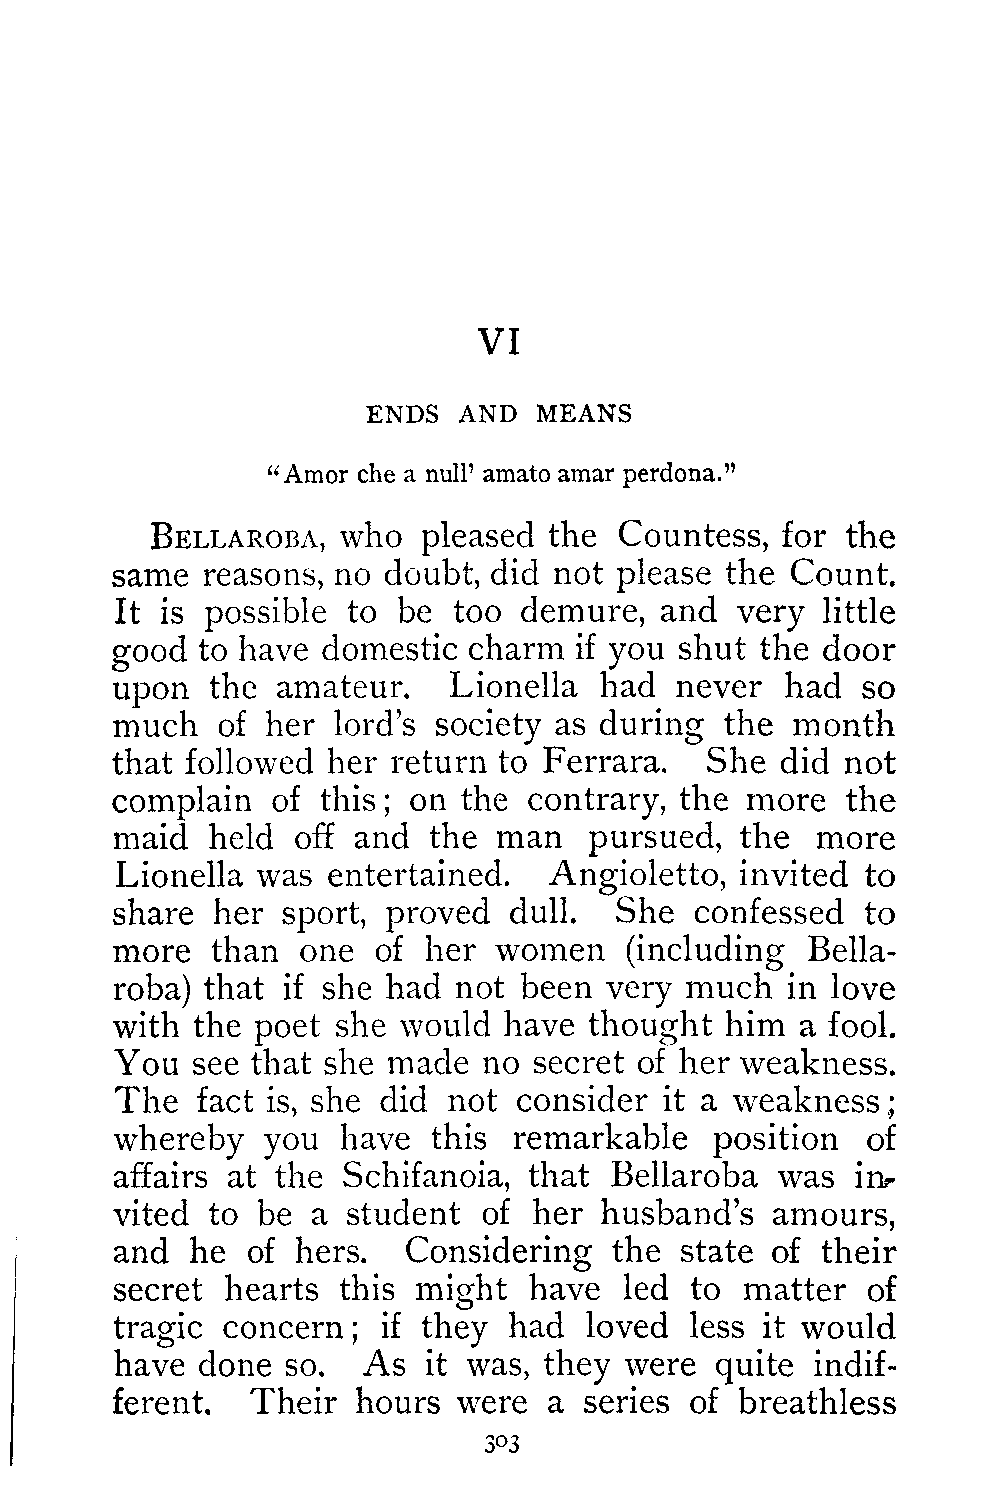 VI
ENDS AND MEANS
"Amor che a null' amato amar perdona."
BELLAROBA, who pleased the Countess, for the
same reasons, no doubt, did not please the Count.
It is possible to be too demure, and very little
good to have domestic charm if you shut the door
upon the amateur. Lionella had never had so
much of her lord's society as during the month
that followed her return to Ferrara. She did not
complain of this; on the contrary, the more the
maid held off and the man pursued, the more
Lionella was entertained. Angioletto, invited to
share her sport, proved dull. She confessed to
more than one of her women (including Bella-
roba) that if she had not been very much in love
with the poet she would have thought him a fool.
You see that she made no secret of her weakness.
The fact is, she did not consider it a weakness;
whereby you have this remarkable position of
affairs at the Schifanoia, that Bellaroba was in-
vited to be a student of her husband's amours,
and he of hers. Considering the state of their
secret hearts this might have led to matter of
tragic concern; if they had loved less it would
have done so. As it was, they were quite indif-
ferent. Their hours were a series of breathless
303